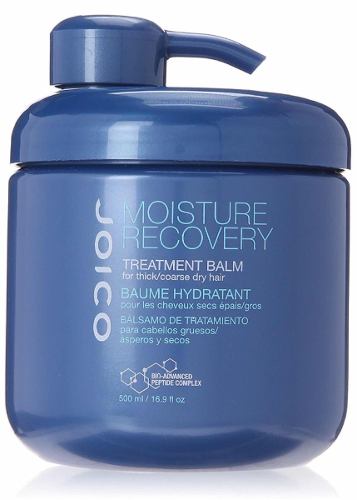 JOICO
MOISTURE
RECOVERY
TREATMENT BALM
for thick/coarse dry hair
BAUME HYDRATANT
pour les cheveux secs épais/gros
BÁLSAMO DE TRATAMIENTO
para cabellos gruesos/
ásperos y secos
BIO-ADVANCED
PEPTIDE COMPLEX
500 ml / 16.9 fl oz